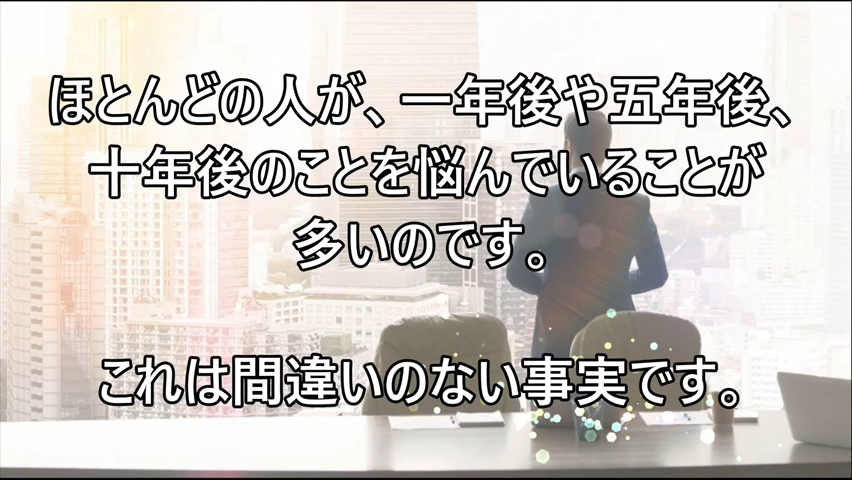 ほとんどの人が、一年後や五年後、
十年後のことを悩んでいることが
多いのです。
これは間違いのない事実です。